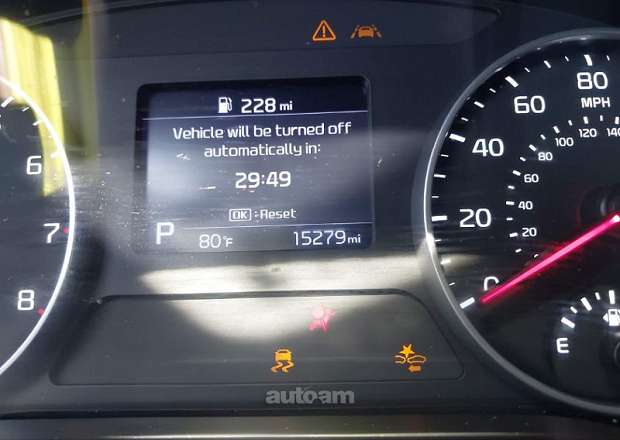 228 mi
Vehicle will be turned off
automatically in:
29:49
OK : Reset
P 80°F 15279 mi
6
7
8
0
20
40
60
80
MPH
20
40
60
80
100
120
140
E
autoam